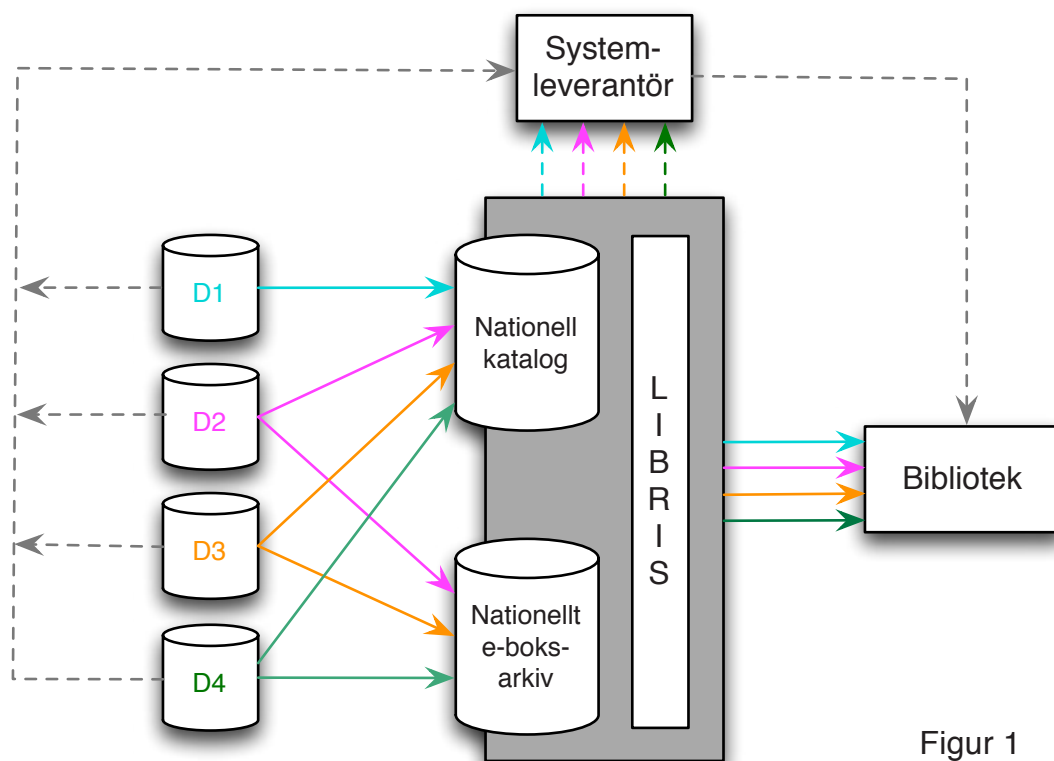 System-
leverantör
D1
D2
D3
D4
Nationell
katalog
Nationellt
e-boks-
arkiv
L
I
B
R
I
S
Bibliotek
Figur 1